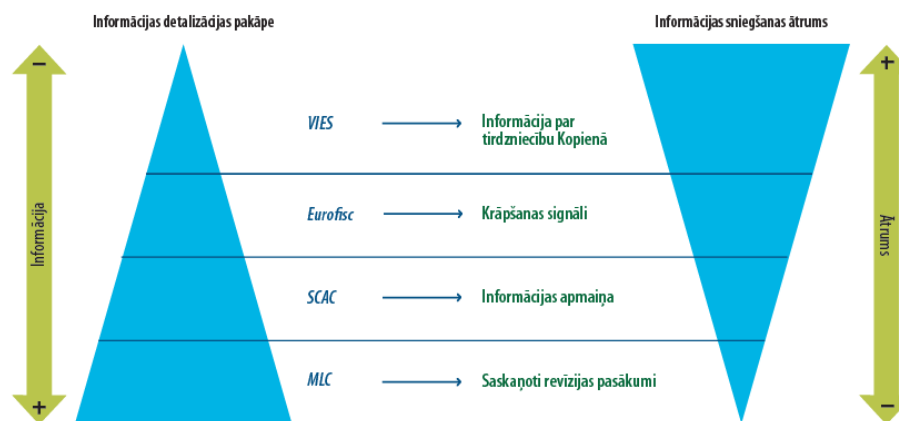 Informācijas detalizācijas pakāpe
Informācijas sniegšanas ātrums
–
+
Informācija
VIES
Informācija par
tirdzniecību Kopienā
Eurofisc
Krāpšanas signāli
SCAC
Informācijas apmaiņa
MLC
Saskaņoti revīzijas pasākumi
Ātrums
+
–